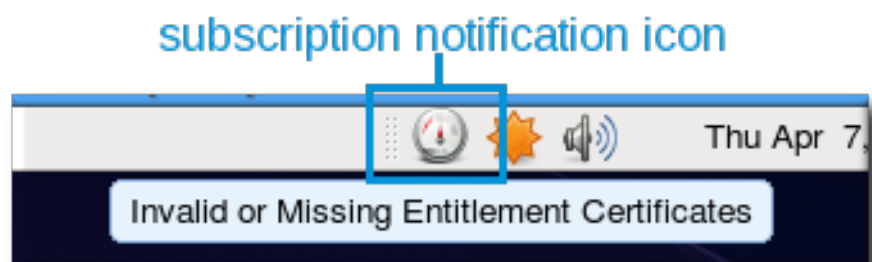 subscription notification icon
Thu Apr 7,
Invalid or Missing Entitlement Certificates